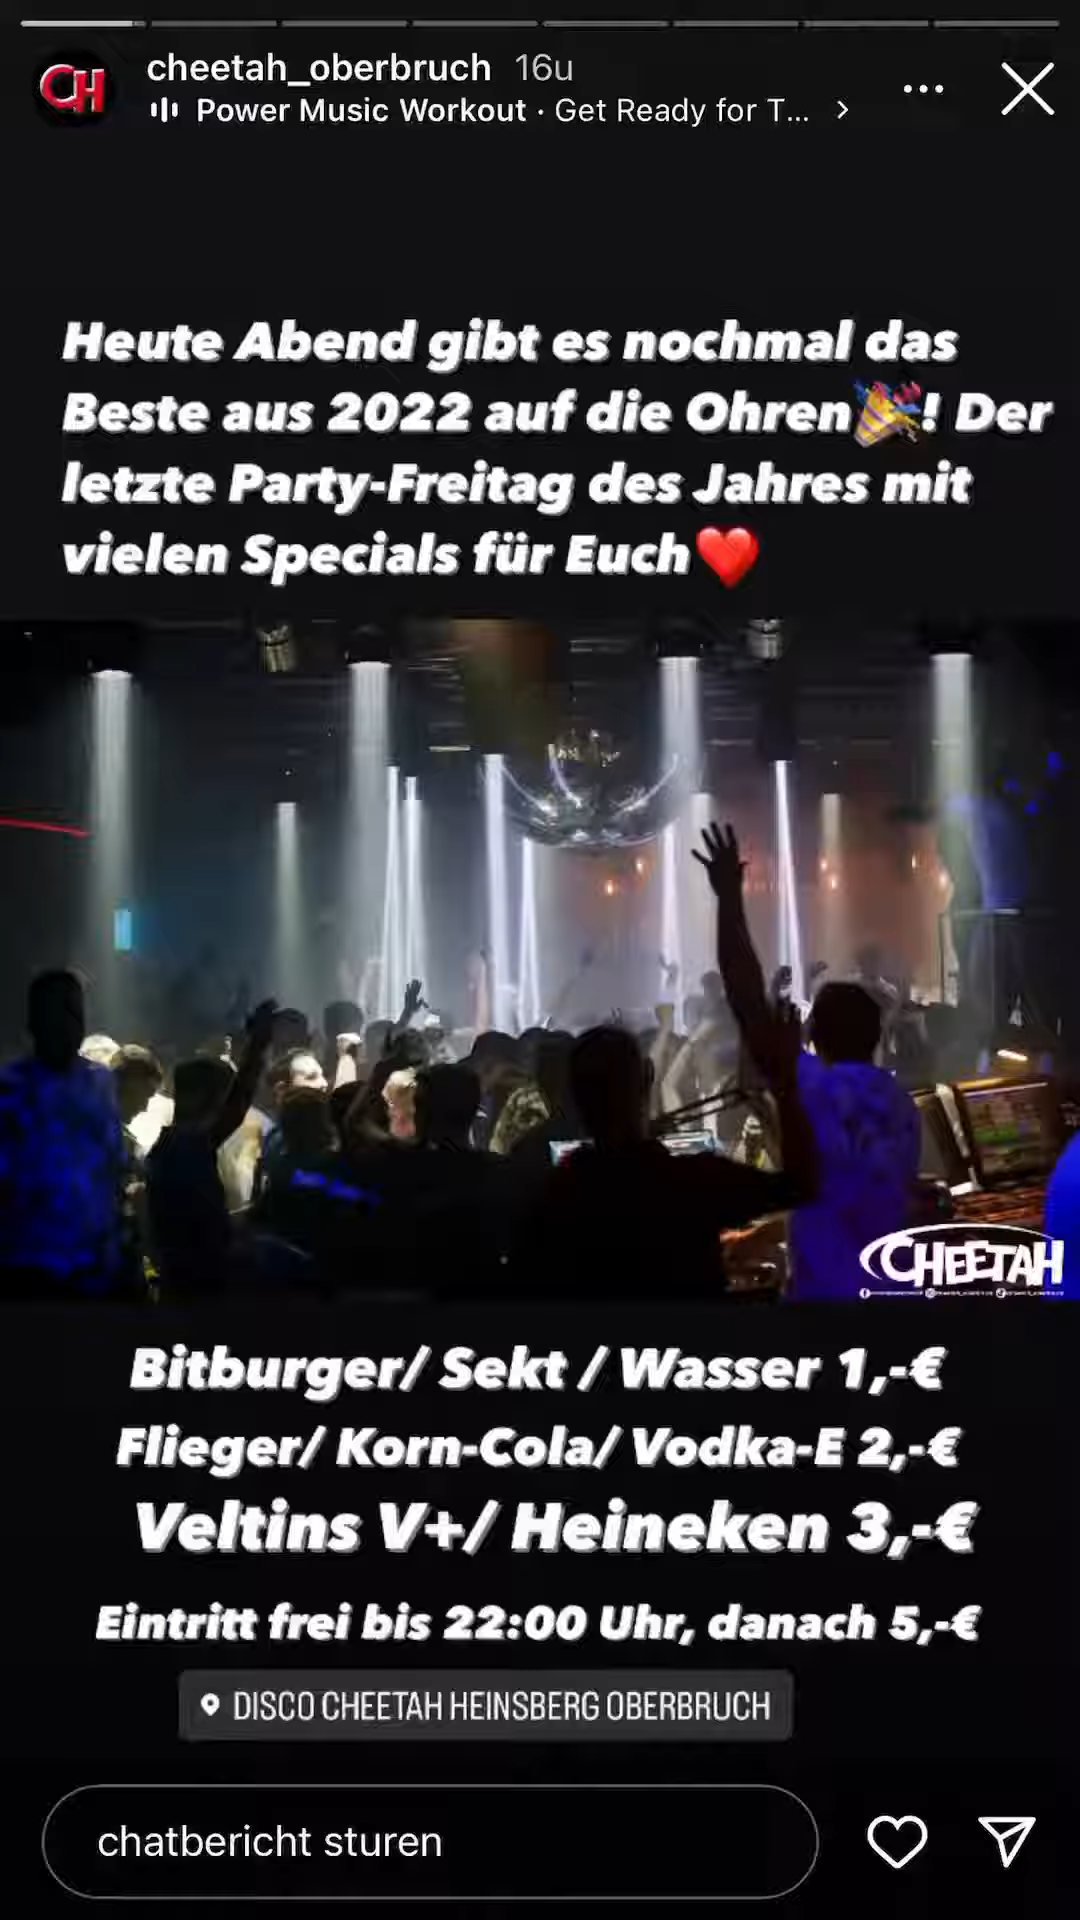 CH
cheetah_oberbruch 16u
Power Music Workout · Get Ready for T... >
Heute Abend gibt es nochmal das
Beste aus 2022 auf die Ohren🎉! Der
letzte Party-Freitag des Jahres mit
vielen Specials für Euch❤️
CHEETAH
Bitburger/ Sekt / Wasser 1,-€
Flieger/ Korn-Cola/ Vodka-E 2,-€
Veltins V+/ Heineken 3,-€
Eintritt frei bis 22:00 Uhr, danach 5,-€
DISCO CHEETAH HEINSBERG OBERBRUCH
chatbericht sturen